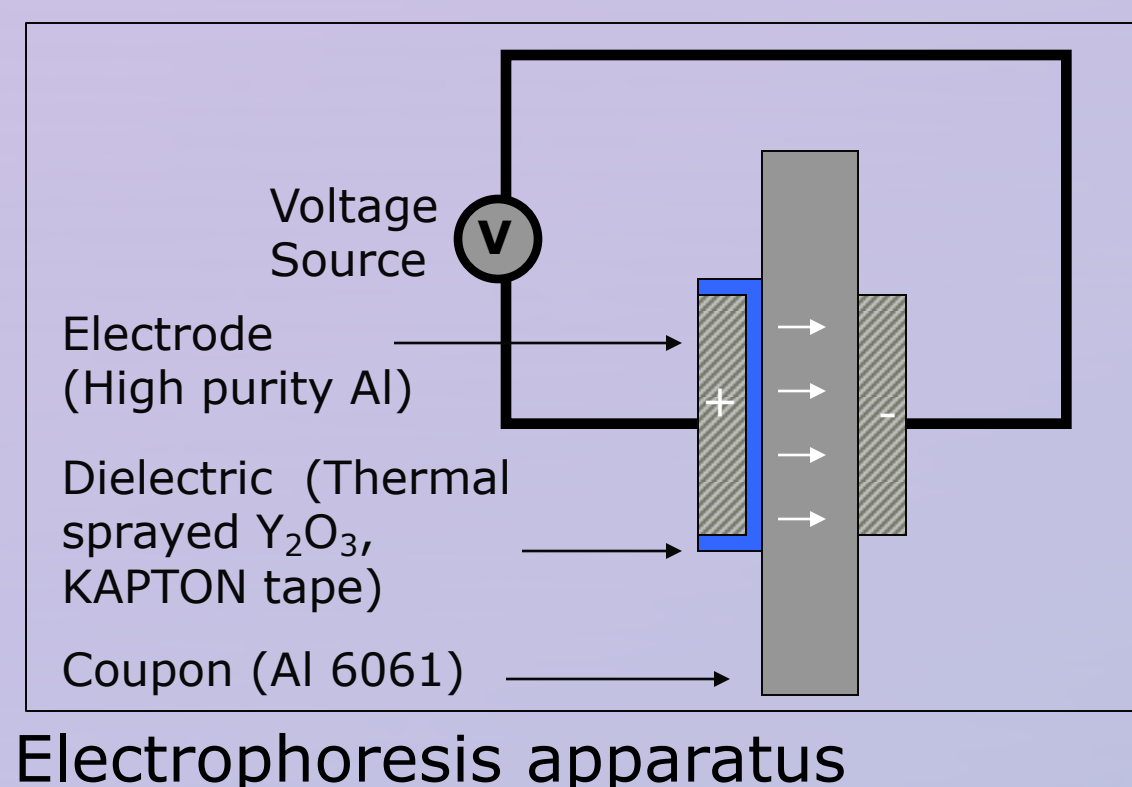 Voltage
Source
V
Electrode
(High purity Al)
+
-
Dielectric  (Thermal
sprayed Y₂O₃,
KAPTON tape)
Coupon (Al 6061)
Electrophoresis apparatus